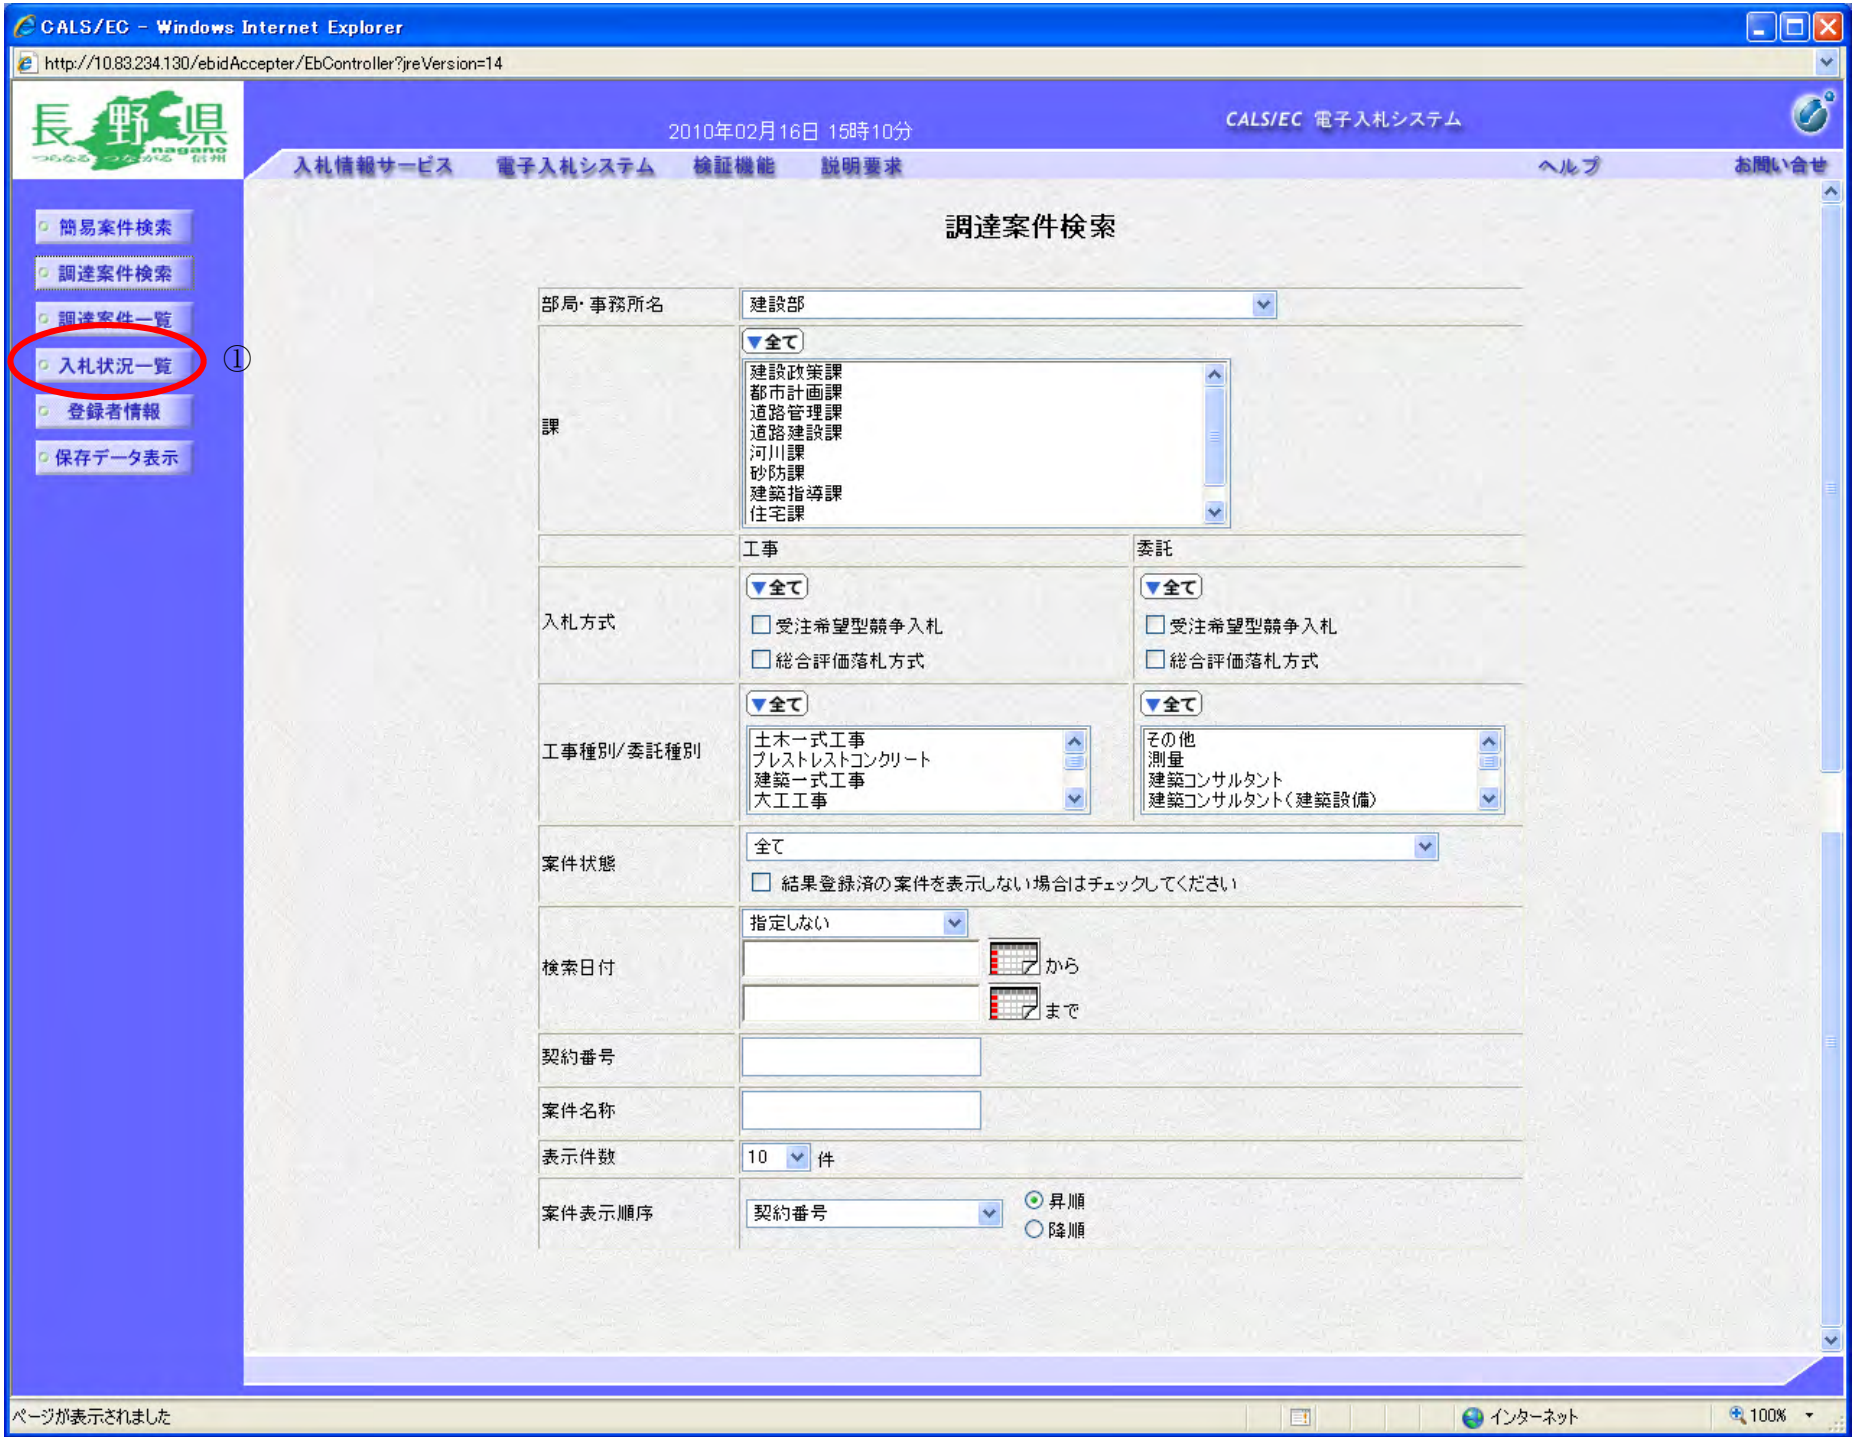 CALS/EC - Windows Internet Explorer
http://10.83.234.130/ebidAccepter/EbController?jreVersion=14
長野県
nagano
つらなる つながる 信州
2010年02月16日 15時10分
CALS/EC 電子入札システム
入札情報サービス 電子入札システム 検証機能 説明要求 ヘルプ お問い合せ
簡易案件検索
調達案件検索
調達案件一覧
入札状況一覧 ①
登録者情報
保存データ表示
調達案件検索
部局・事務所名 建設部
課
▼全て
建設政策課
都市計画課
道路管理課
道路建設課
河川課
砂防課
建築指導課
住宅課
工事 委託
入札方式
▼全て ▼全て
受注希望型競争入札 受注希望型競争入札
総合評価落札方式 総合評価落札方式
工事種別/委託種別
▼全て ▼全て
土木一式工事 その他
プレストレストコンクリート 測量
建築一式工事 建築コンサルタント
大工工事 建築コンサルタント(建築設備)
案件状態 全て
結果登録済の案件を表示しない場合はチェックしてください
検索日付 指定しない
から
まで
契約番号
案件名称
表示件数 10 件
案件表示順序 契約番号 昇順
降順
ページが表示されました インターネット 100%